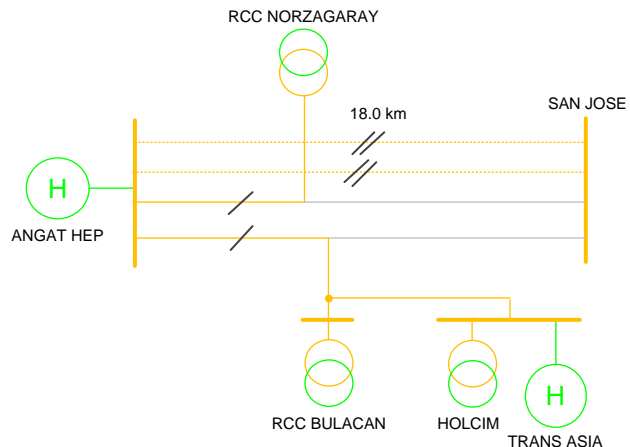 RCC NORZAGARAY
18.0 km
SAN JOSE
H
ANGAT HEP
H
RCC BULACAN
HOLCIM
TRANS ASIA